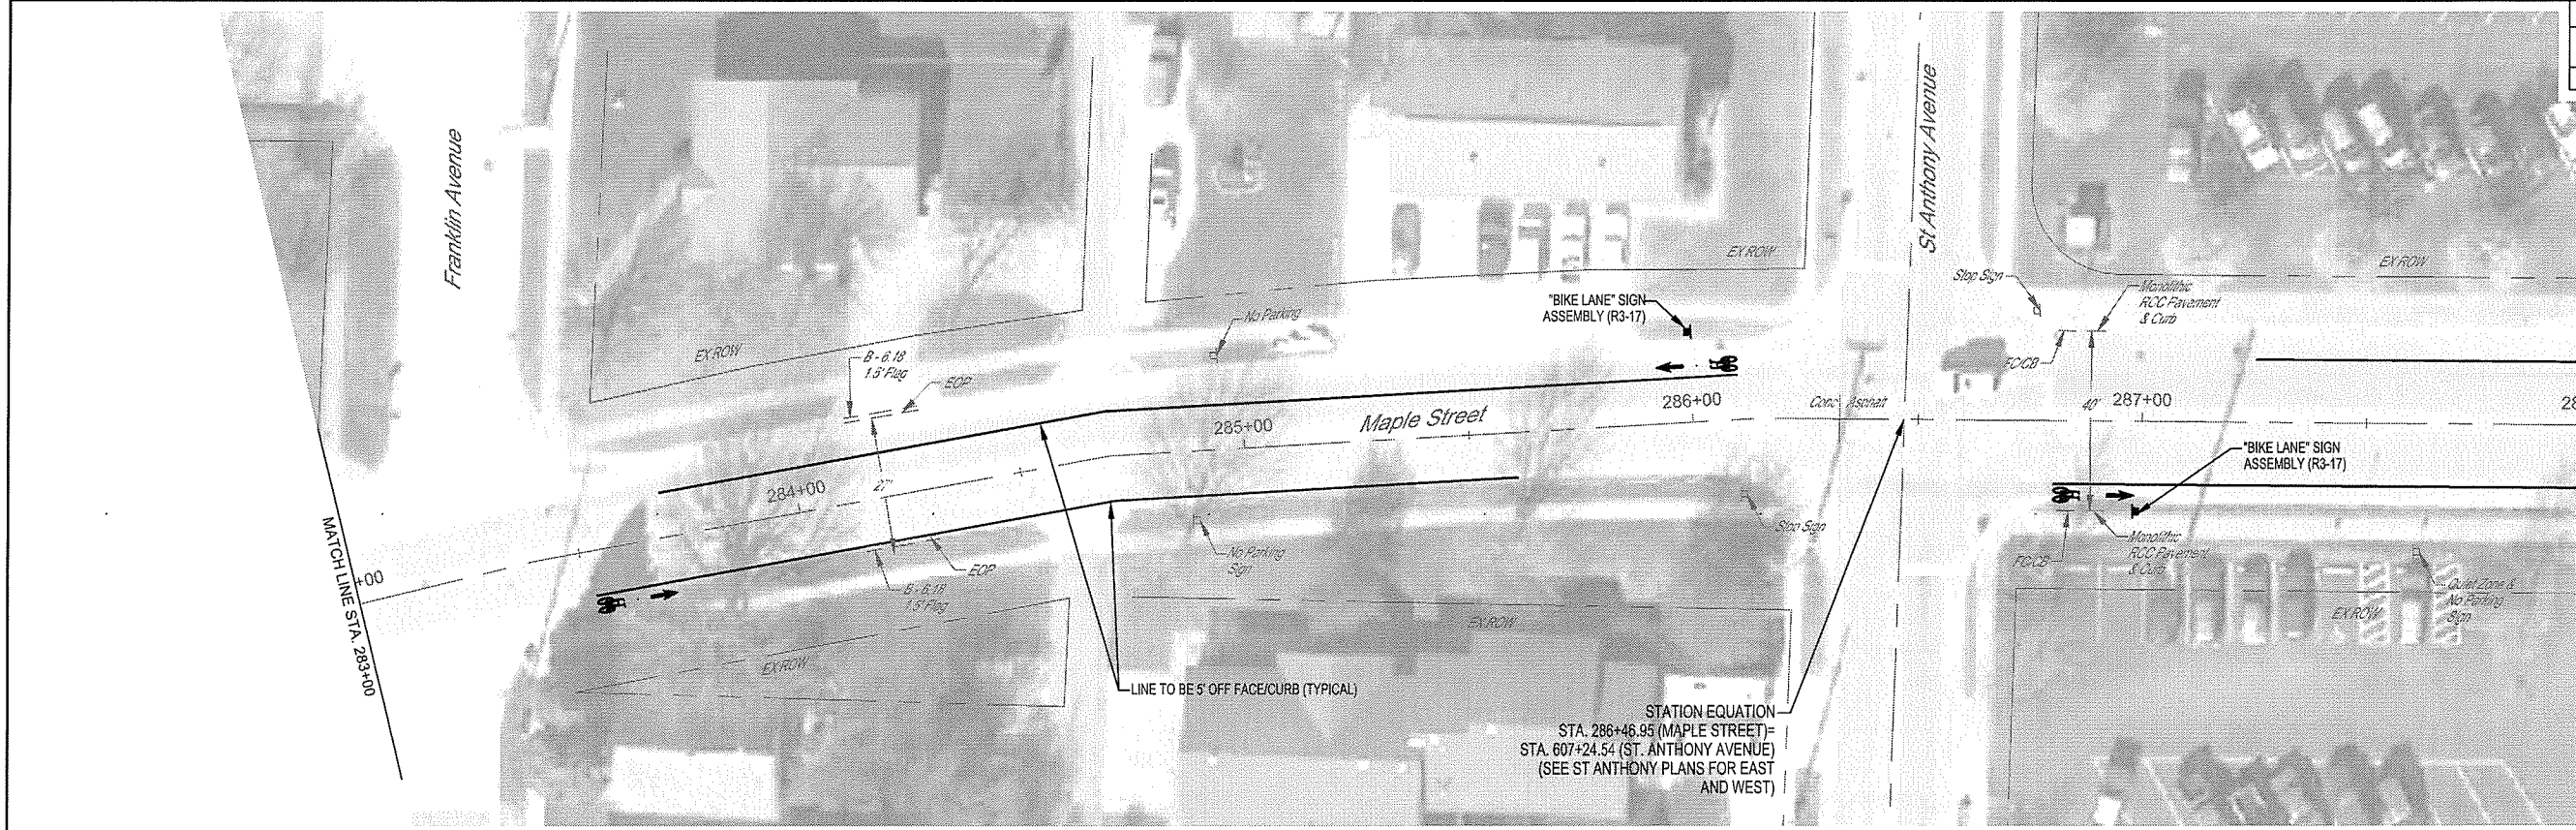 Franklin Avenue
St Anthony Avenue
EX ROW
EX ROW
Stop Sign
Monolithic
RCC Pavement
& Curb
"BIKE LANE" SIGN
ASSEMBLY (R3-17)
No Parking
EX ROW
B - 6.18
1.5' Flag
EOP
FC/CB
286+00
Conc
Asphalt
40'
287+00
28
285+00
Maple Street
"BIKE LANE" SIGN
ASSEMBLY (R3-17)
284+00
27'
Stop Sign
No Parking
Sign
EOP
B - 6.18
1.5' Flag
FC/CB
Monolithic
RCC Pavement
& Curb
Quiet Zone &
No Parking
Sign
EX ROW
+00
MATCH LINE STA. 283+00
EX ROW
EX ROW
LINE TO BE 5' OFF FACE/CURB (TYPICAL)
STATION EQUATION
STA. 286+46.95 (MAPLE STREET)=
STA. 607+24.54 (ST. ANTHONY AVENUE)
(SEE ST ANTHONY PLANS FOR EAST
AND WEST)